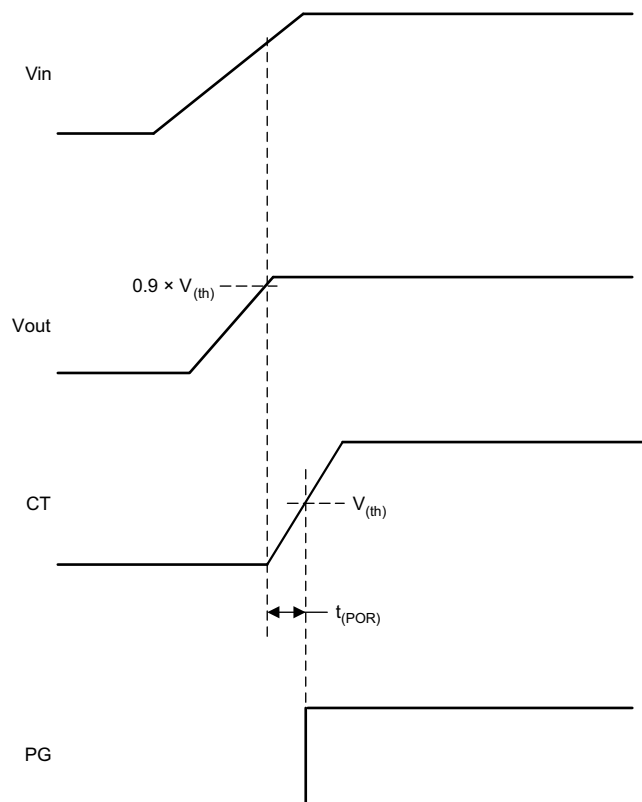 Vin
0.9 × V(th)
Vout
CT
V(th)
t(POR)
PG